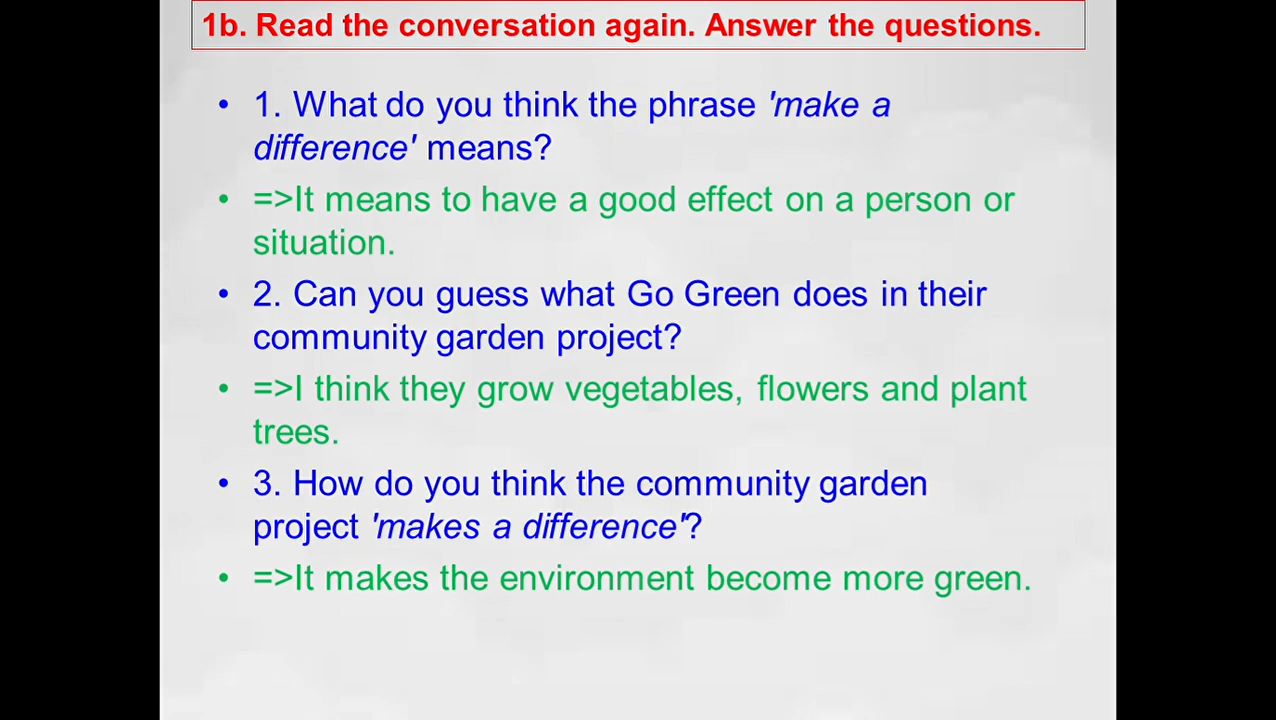 1b. Read the conversation again. Answer the questions.
• 1. What do you think the phrase 'make a
difference' means?
• =>It means to have a good effect on a person or
situation.
• 2. Can you guess what Go Green does in their
community garden project?
• =>I think they grow vegetables, flowers and plant
trees.
• 3. How do you think the community garden
project 'makes a difference'?
• =>It makes the environment become more green.